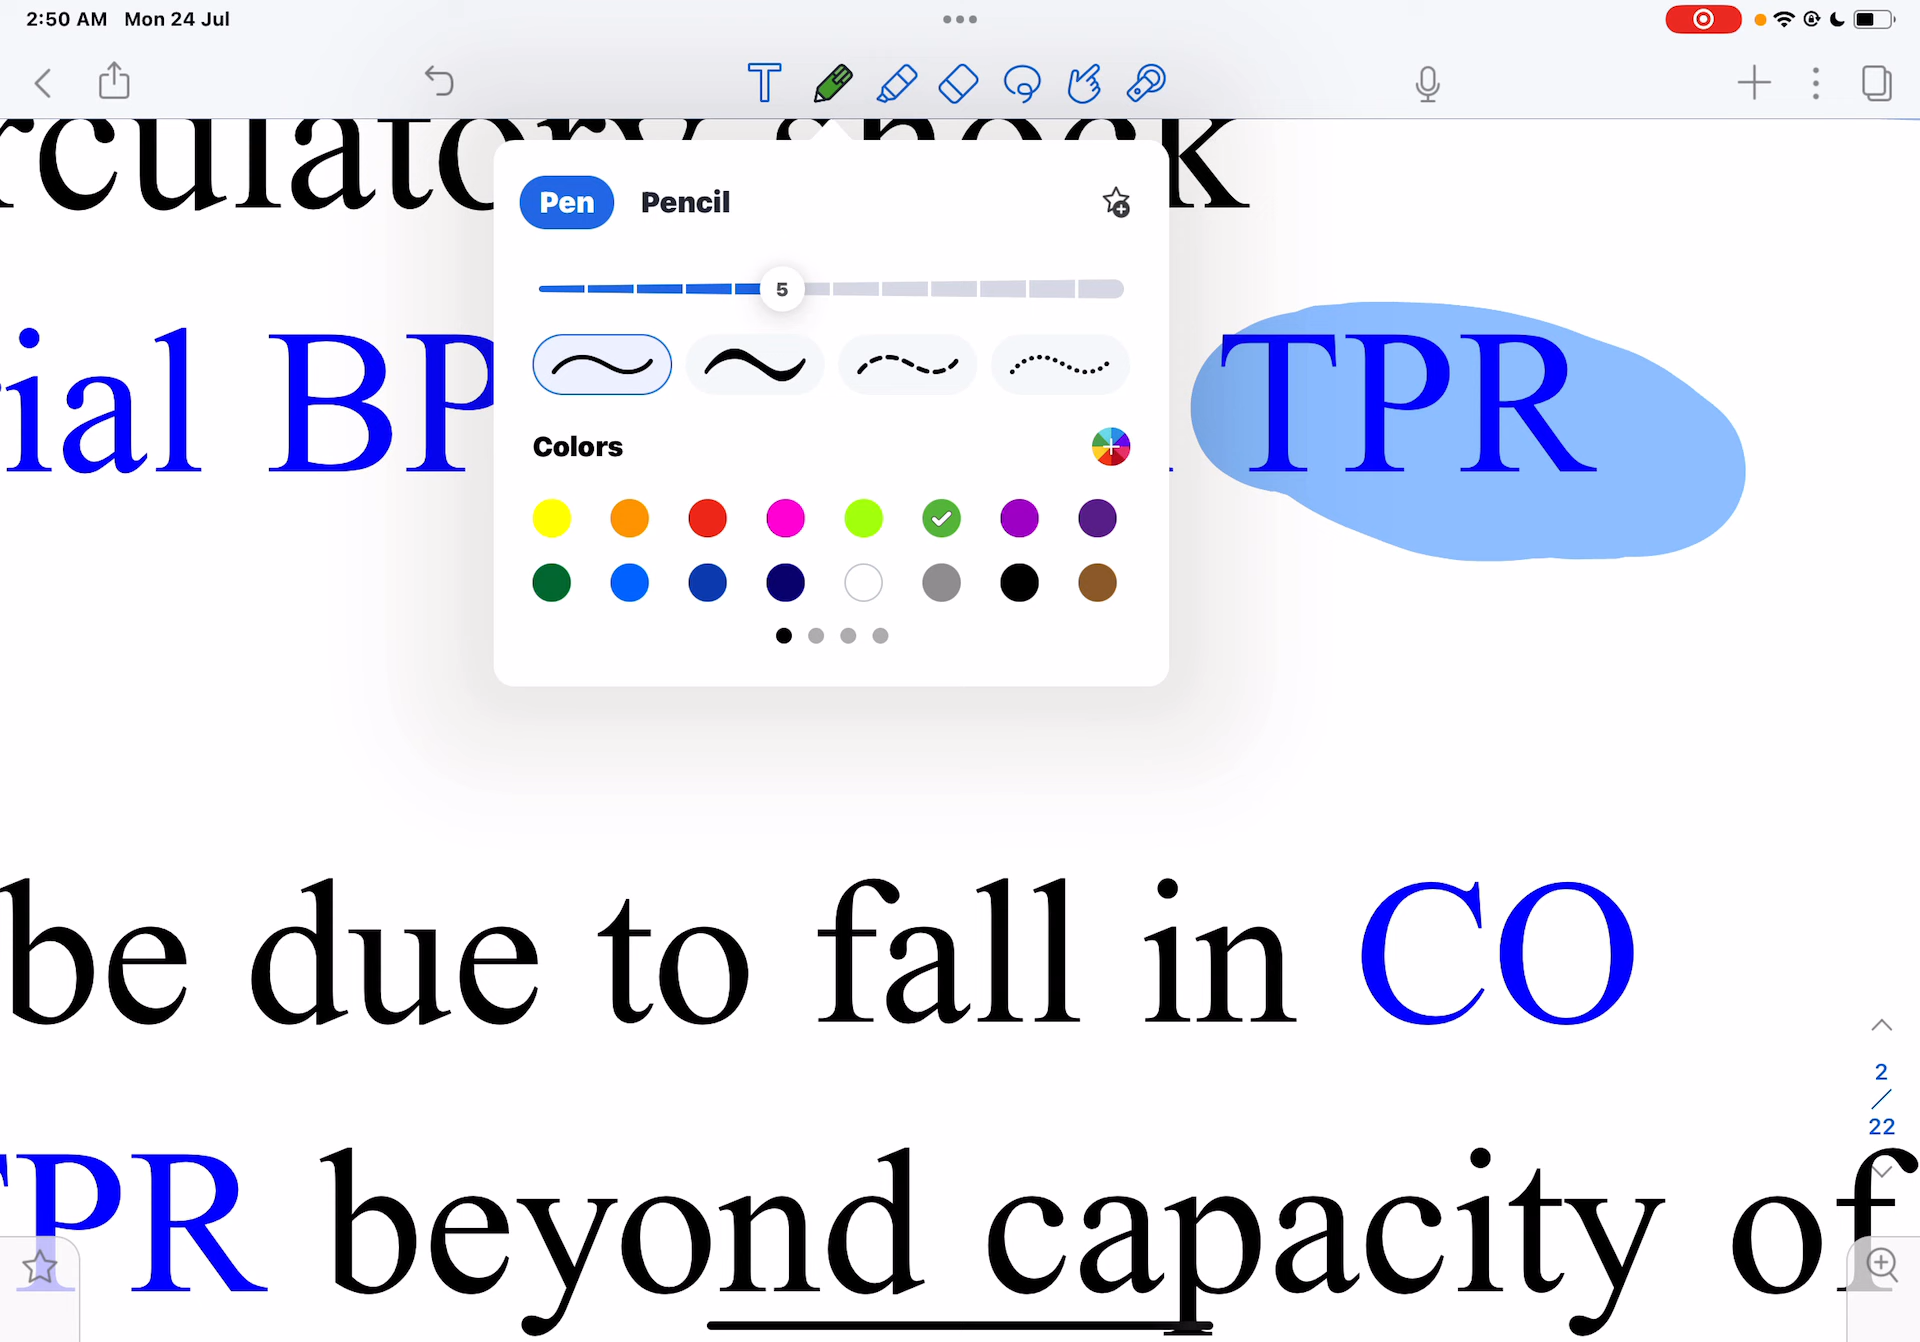 2:50 AM Mon 24 Jul
T
rculatory shock
Pen Pencil
5
ial BP TPR
Colors
be due to fall in CO
2
/
22
TPR beyond capacity of